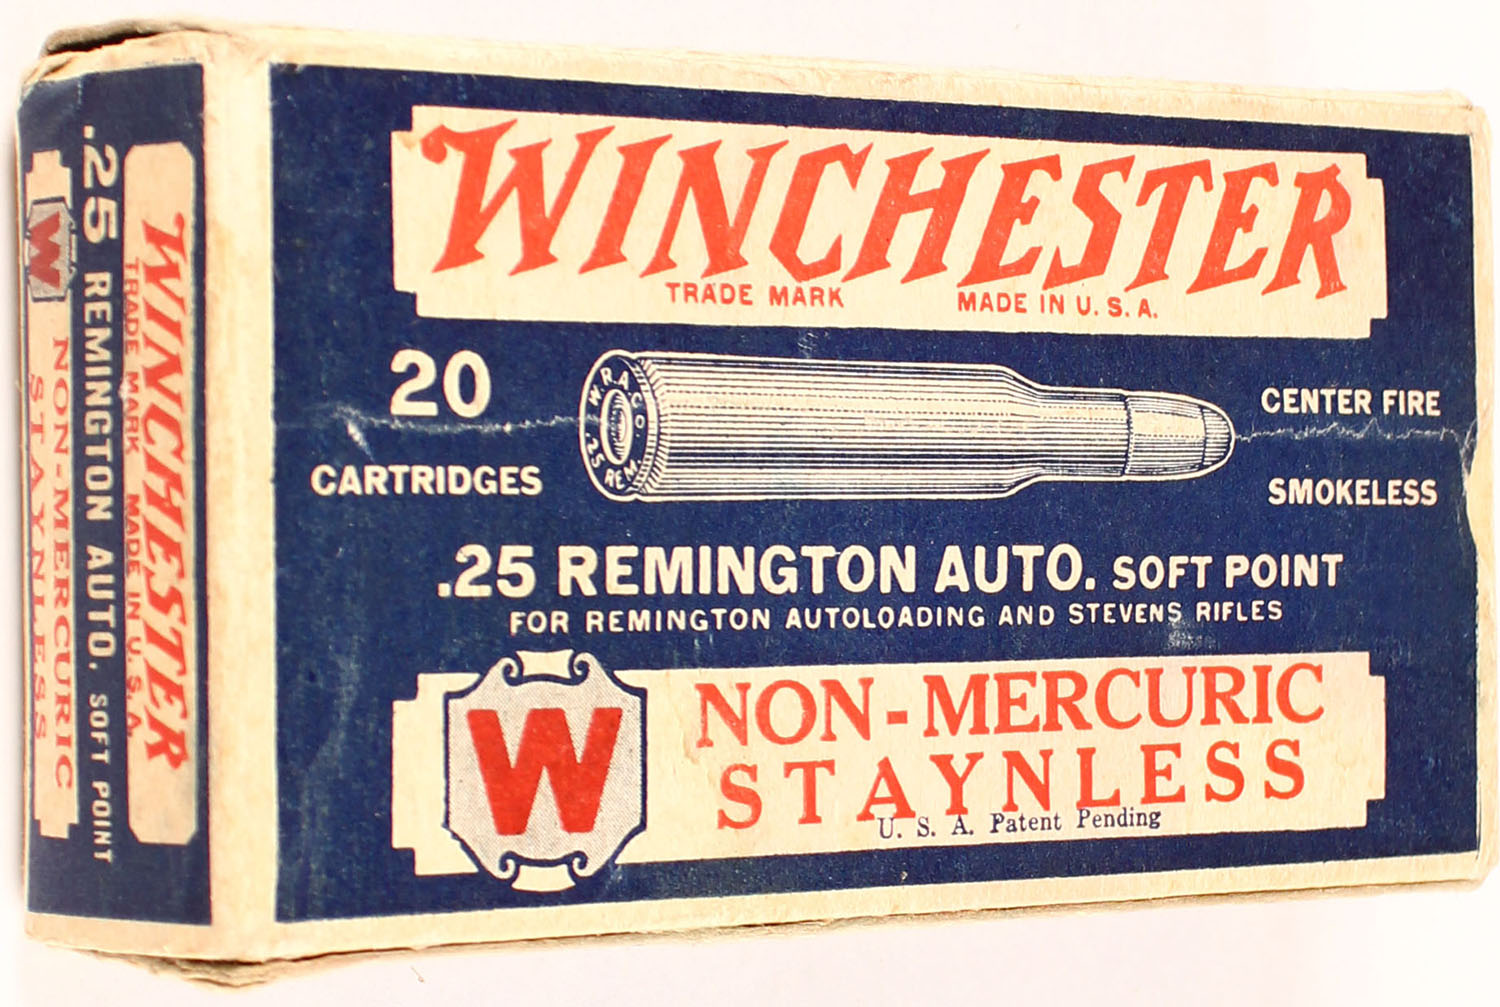 WINCHESTER
TRADE MARK MADE IN U. S. A.
20
CARTRIDGES
W. R. A. CO.
.25 REM.
CENTER FIRE
SMOKELESS
.25 REMINGTON AUTO. SOFT POINT
FOR REMINGTON AUTOLOADING AND STEVENS RIFLES
W
NON-MERCURIC
STAYNLESS
U. S. A. Patent Pending
WINCHESTER
TRADE MARK MADE IN U. S. A.
.25 REMINGTON AUTO. SOFT POINT
W
NON-MERCURIC
STAYNLESS